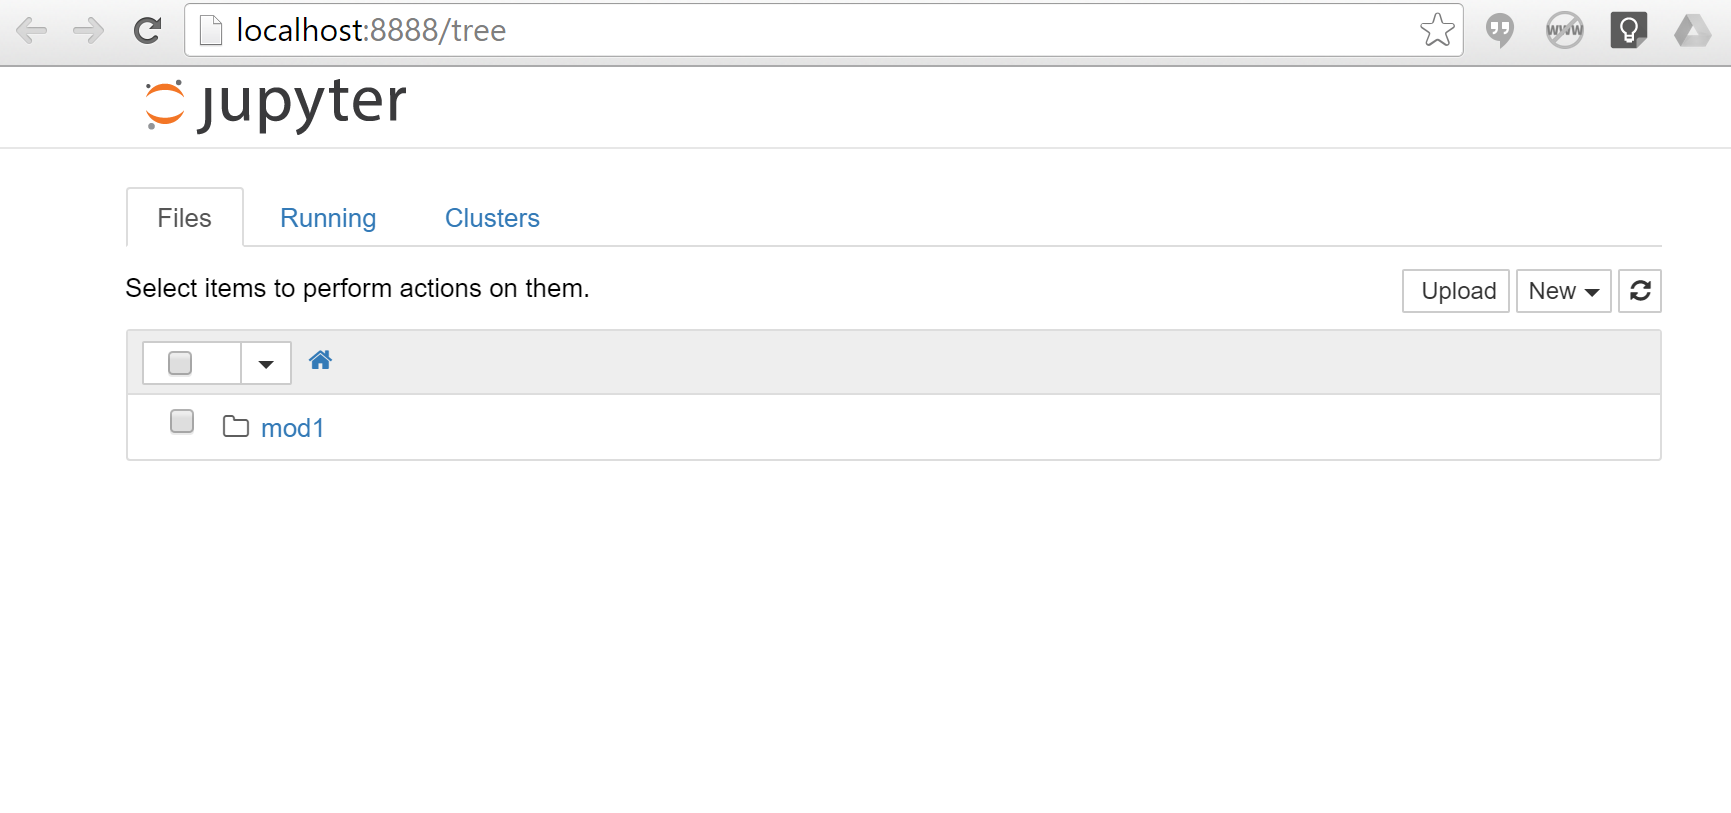 localhost:8888/tree
www
jupyter
Files Running Clusters
Select items to perform actions on them.
Upload New
mod1